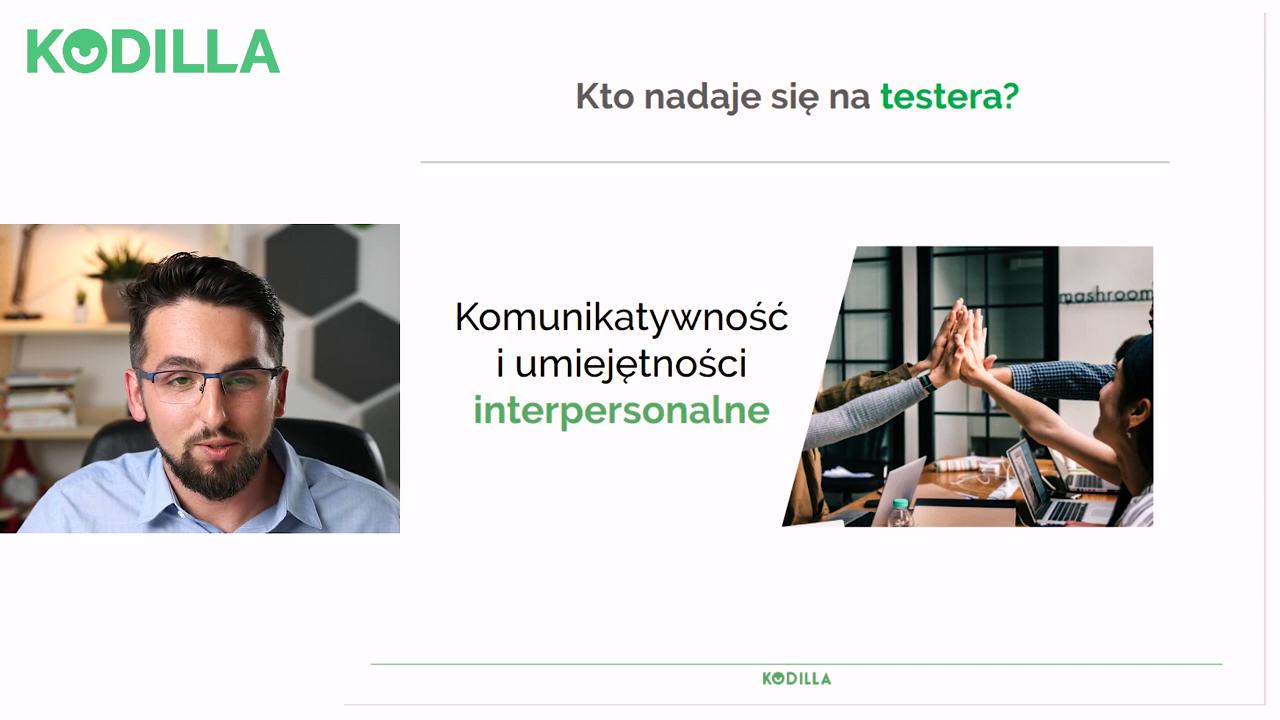 KODILLA
Kto nadaje się na testera?
Komunikatywność
i umiejętności
interpersonalne
mashroom
KODILLA